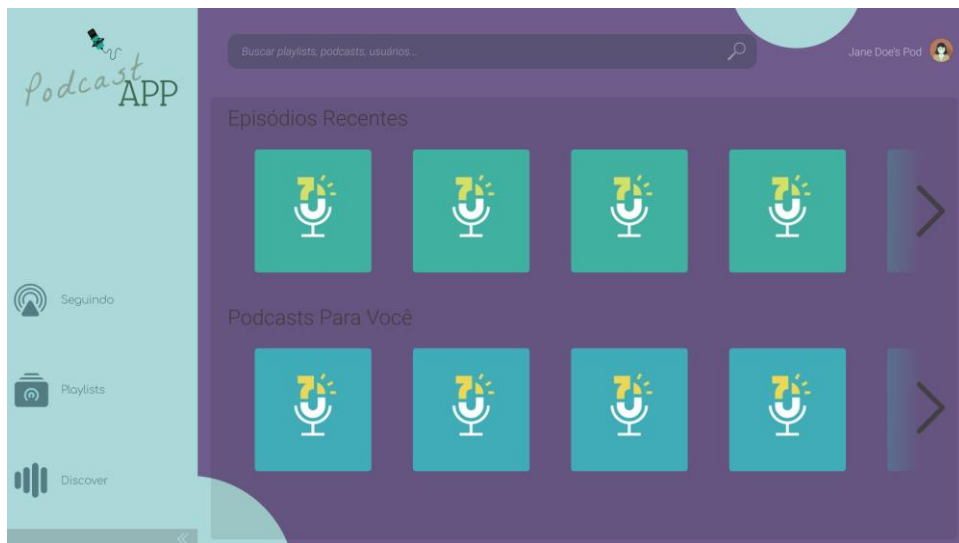 Podcast
APP
Buscar playlists, podcasts, usuários...
Jane Doe's Pod
Episódios Recentes
Podcasts Para Você
Seguindo
Playlists
Discover